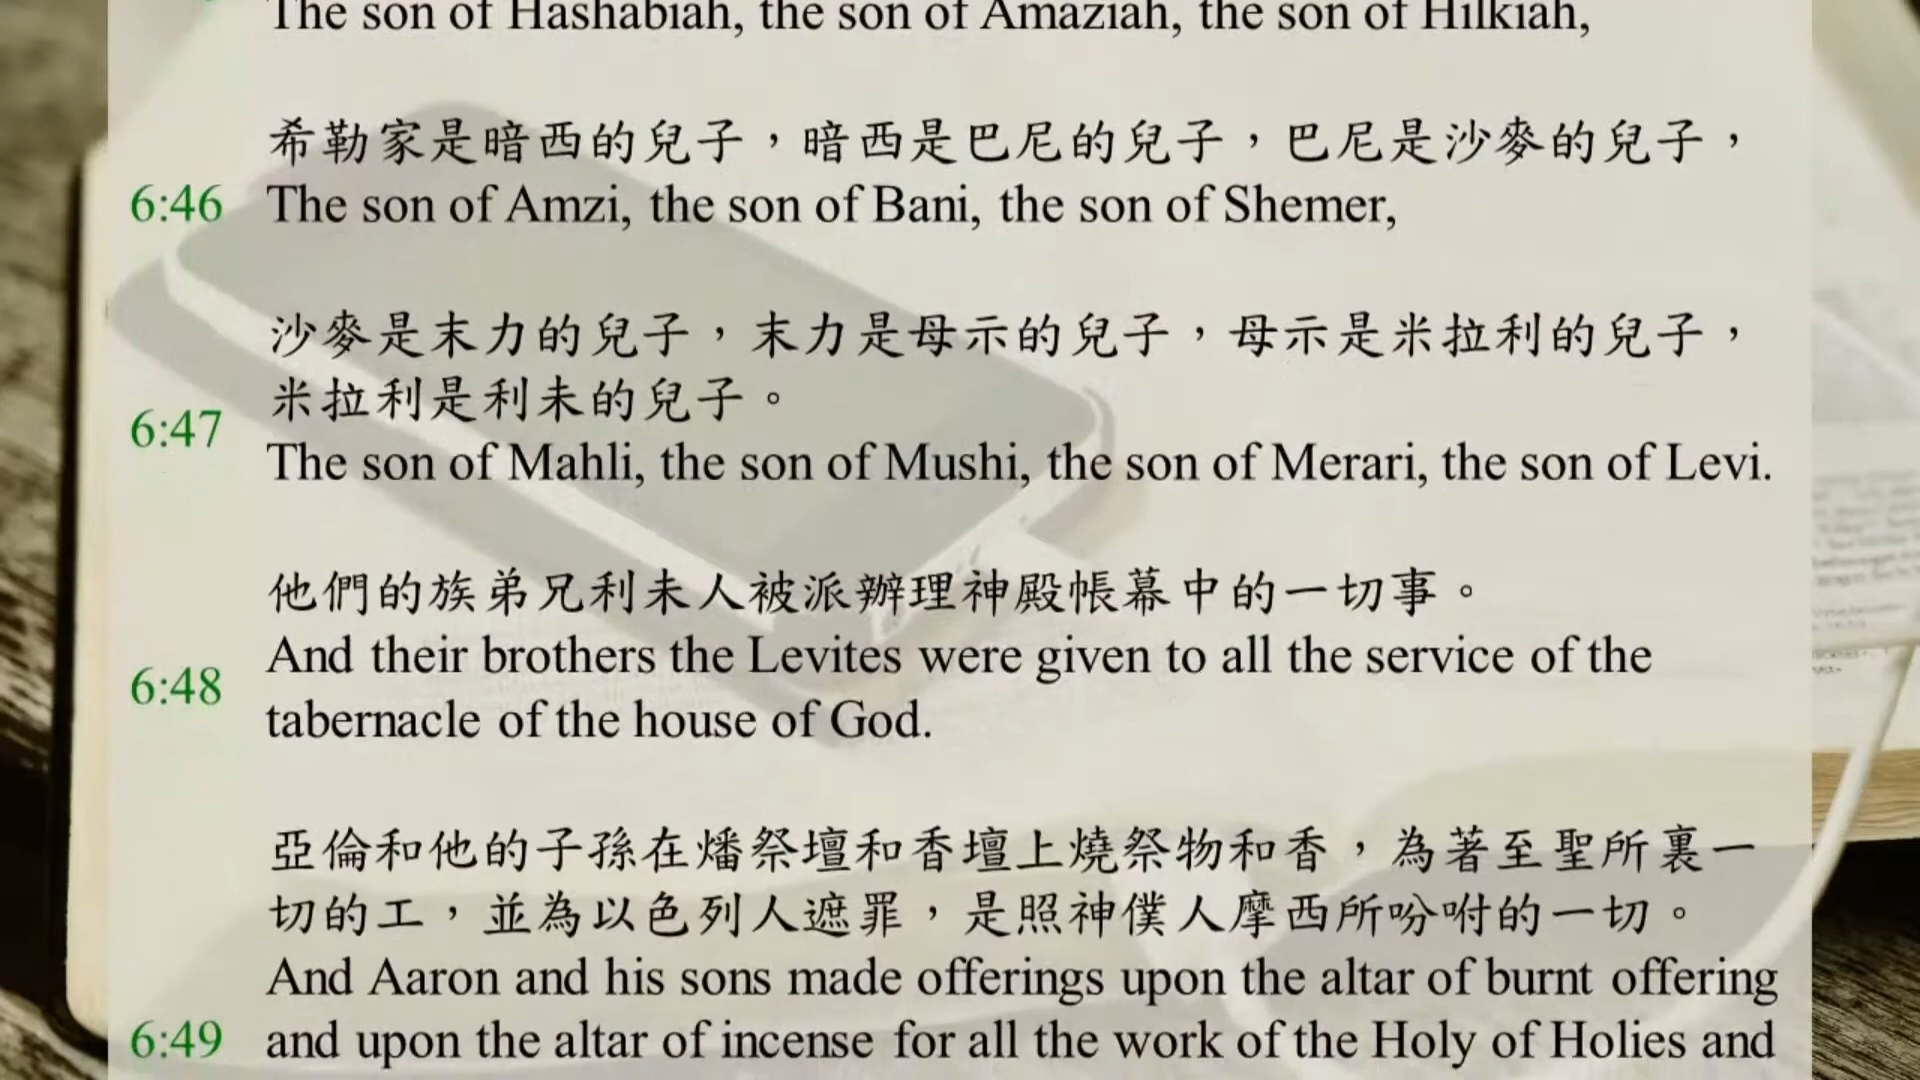 The son of Hashabiah, the son of Amaziah, the son of Hilkiah,
希勒家是暗西的兒子，暗西是巴尼的兒子，巴尼是沙麥的兒子，
6:46 The son of Amzi, the son of Bani, the son of Shemer,
沙麥是末力的兒子，末力是母示的兒子，母示是米拉利的兒子，
米拉利是利未的兒子。
6:47
The son of Mahli, the son of Mushi, the son of Merari, the son of Levi.
他們的族弟兄利未人被派辦理神殿帳幕中的一切事。
And their brothers the Levites were given to all the service of the
6:48
tabernacle of the house of God.
亞倫和他的子孫在燔祭壇和香壇上燒祭物和香，為著至聖所裏一
切的工，並為以色列人遮罪，是照神僕人摩西所吩咐的一切。
And Aaron and his sons made offerings upon the altar of burnt offering
6:49 and upon the altar of incense for all the work of the Holy of Holies and